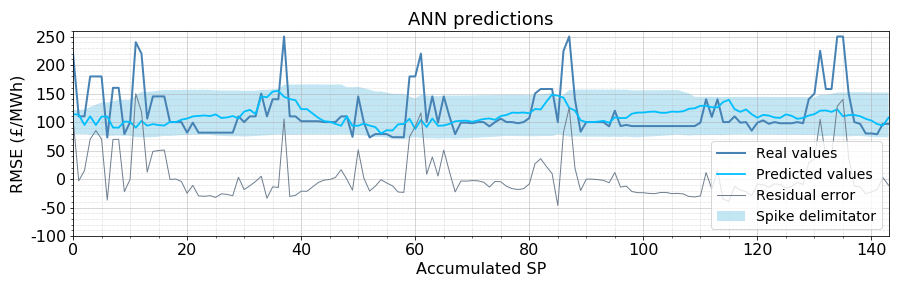 ANN predictions
RMSE (£/MWh)
250
200
150
100
50
0
-50
-100
0 20 40 60 80 100 120 140
Accumulated SP
Real values
Predicted values
Residual error
Spike delimitator